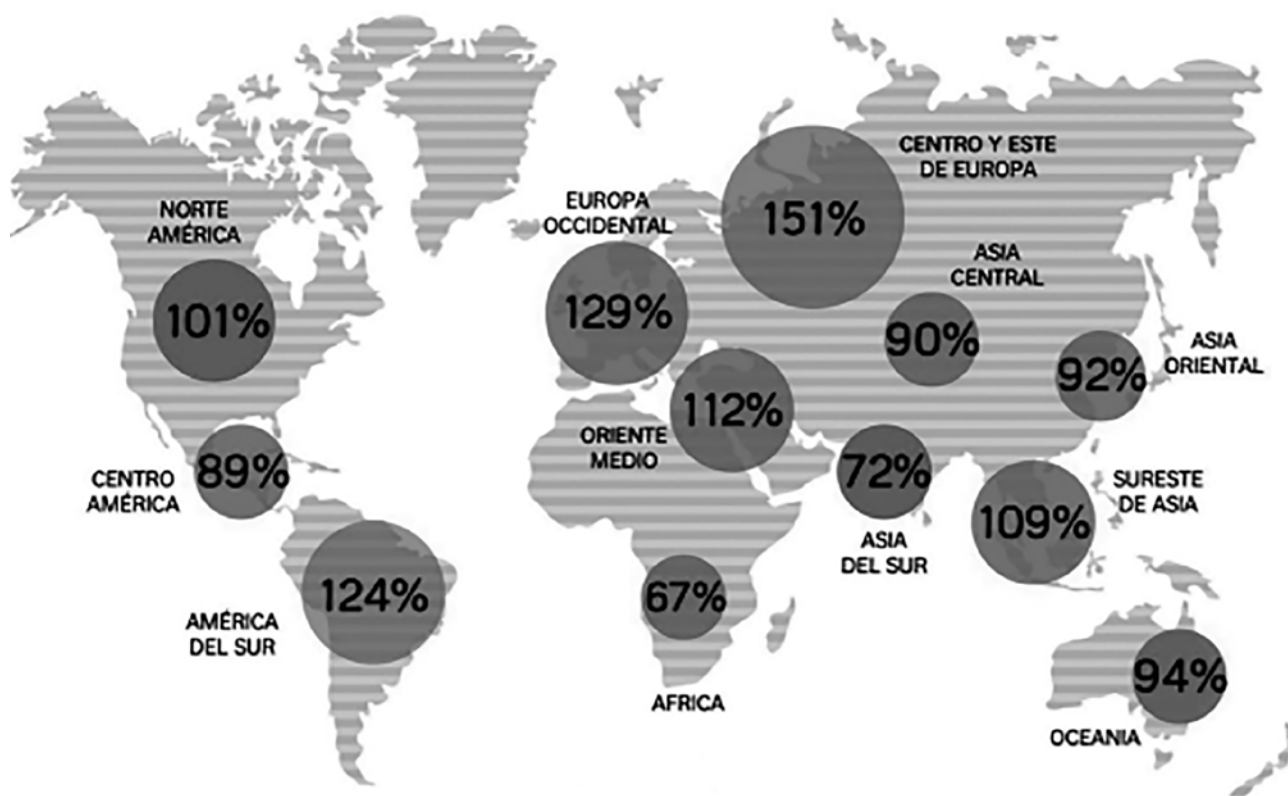 CENTRO Y ESTE
DE EUROPA
151%
EUROPA
OCCIDENTAL
129%
NORTE
AMÉRICA
101%
ASIA
CENTRAL
90%
ASIA
ORIENTAL
92%
ORIENTE
MEDIO
112%
CENTRO
AMÉRICA
89%
72%
ASIA
DEL SUR
SURESTE
DE ASIA
109%
AMÉRICA
DEL SUR
124%
67%
AFRICA
94%
OCEANIA